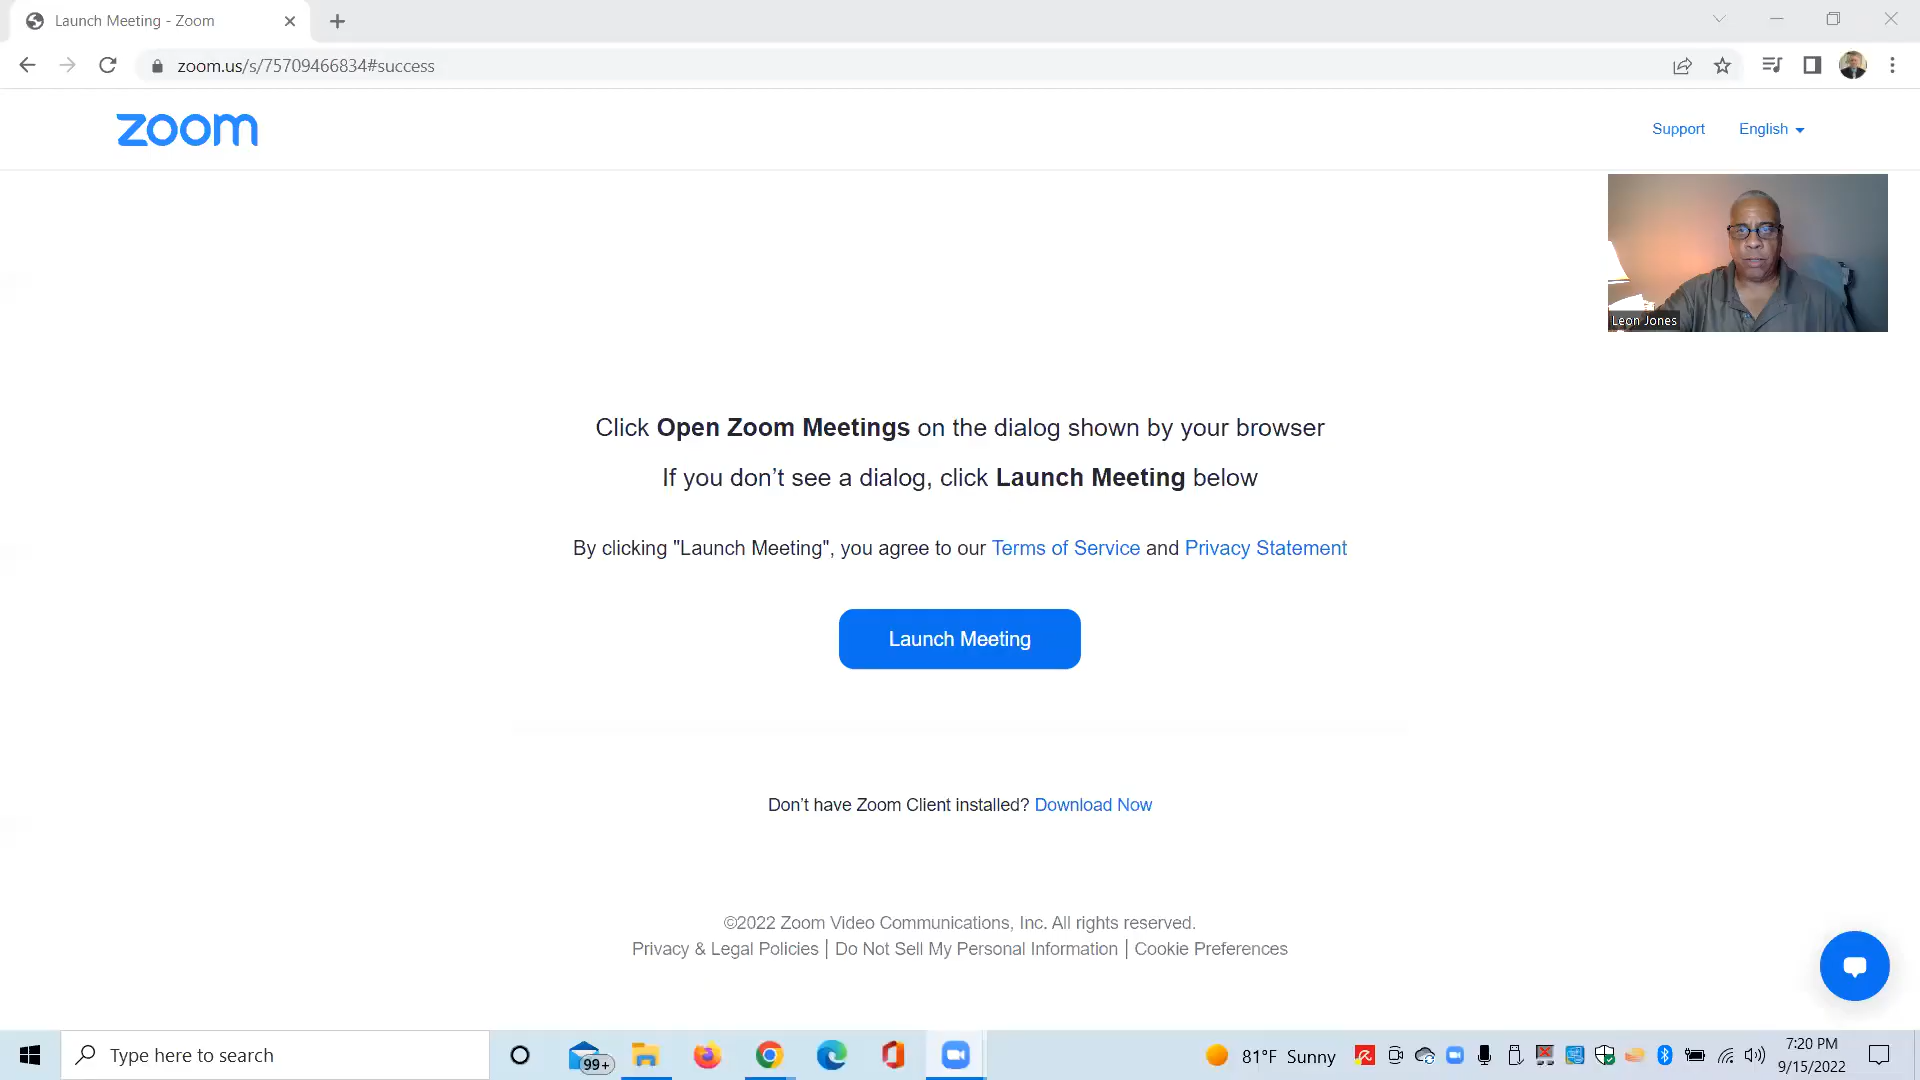 Launch Meeting - Zoom
zoom.us/s/75709466834#success
zoom
Support
English
Leon Jones
Click Open Zoom Meetings on the dialog shown by your browser
If you don’t see a dialog, click Launch Meeting below
By clicking "Launch Meeting", you agree to our Terms of Service and Privacy Statement
Launch Meeting
Don’t have Zoom Client installed? Download Now
©2022 Zoom Video Communications, Inc. All rights reserved.
Privacy & Legal Policies | Do Not Sell My Personal Information | Cookie Preferences
Type here to search
99+
81°F Sunny
7:20 PM
9/15/2022